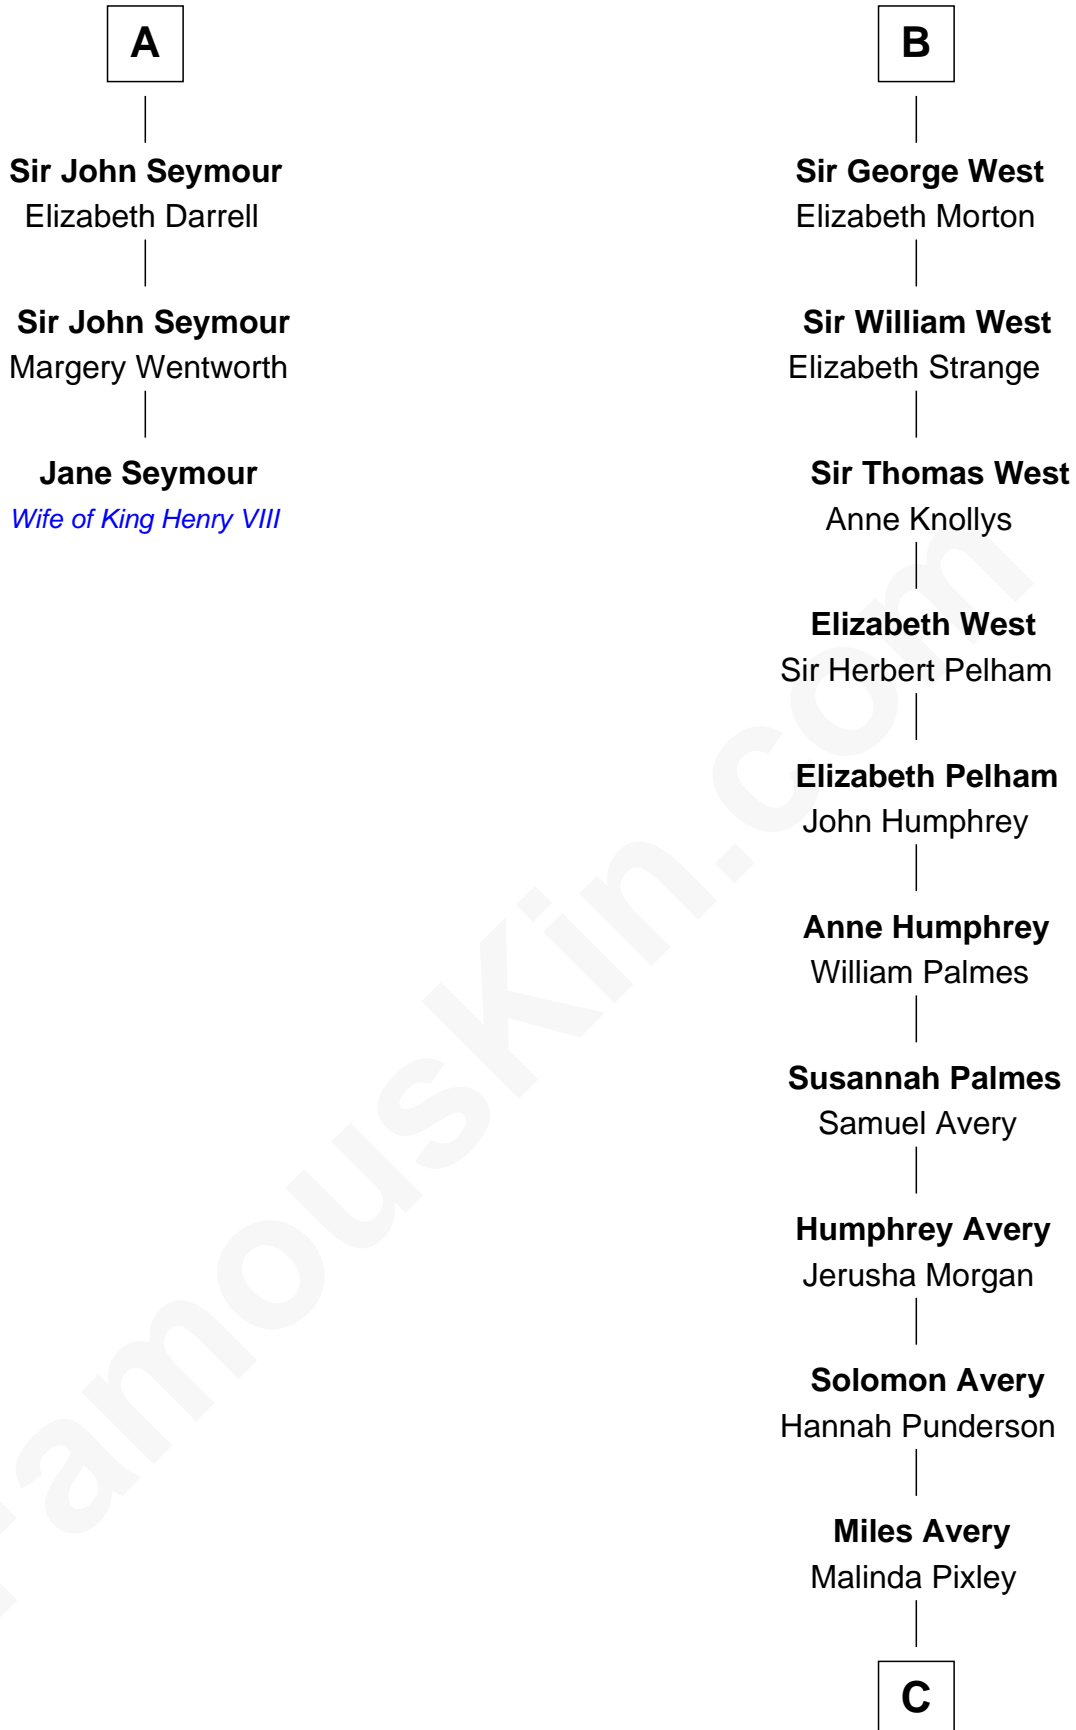 A
Sir John Seymour
Elizabeth Darrell
Sir John Seymour
Margery Wentworth
Jane Seymour
Wife of King Henry VIII
B
Sir George West
Elizabeth Morton
Sir William West
Elizabeth Strange
Sir Thomas West
Anne Knollys
Elizabeth West
Sir Herbert Pelham
Elizabeth Pelham
John Humphrey
Anne Humphrey
William Palmes
Susannah Palmes
Samuel Avery
Humphrey Avery
Jerusha Morgan
Solomon Avery
Hannah Punderson
Miles Avery
Malinda Pixley
C
FamousKin.com